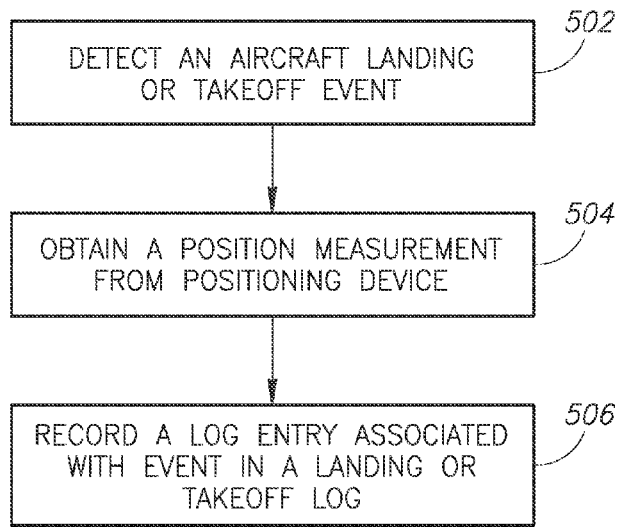 502
DETECT AN AIRCRAFT LANDING
OR TAKEOFF EVENT
504
OBTAIN A POSITION MEASUREMENT
FROM POSITIONING DEVICE
506
RECORD A LOG ENTRY ASSOCIATED
WITH EVENT IN A LANDING OR
TAKEOFF LOG